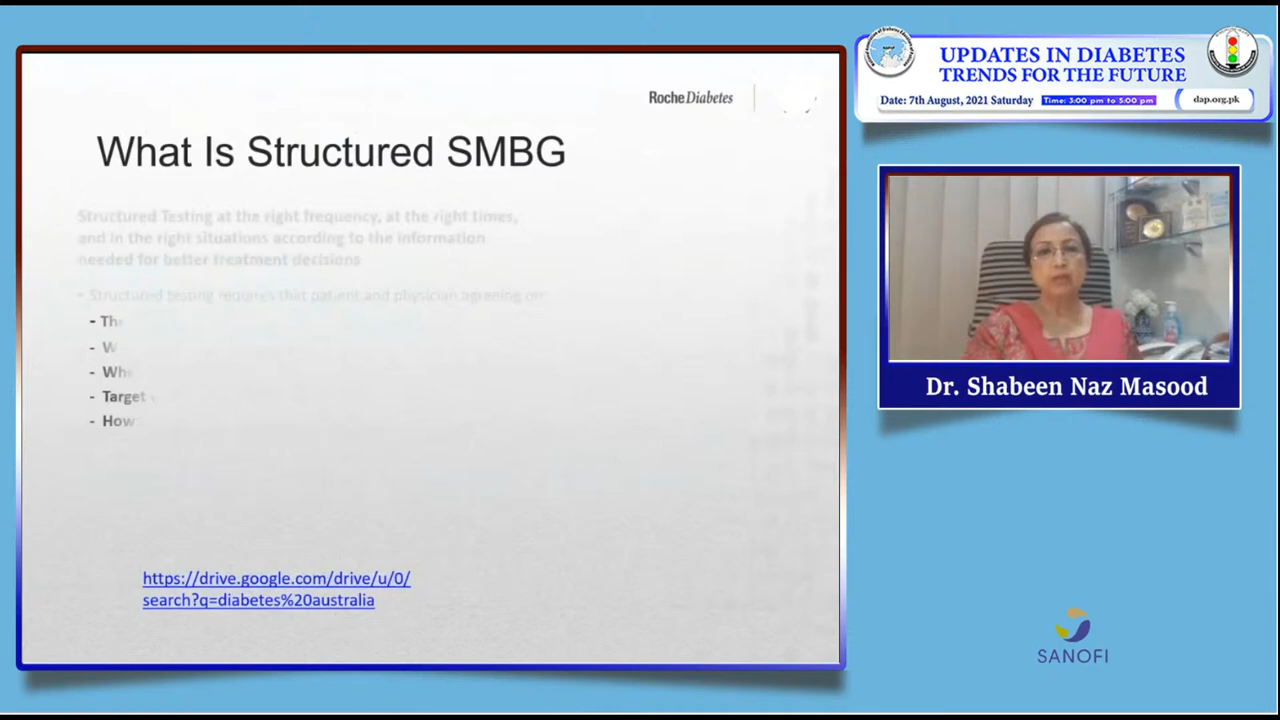 Roche Diabetes
What Is Structured SMBG
Structured Testing at the right frequency, at the right times,
and in the right situations according to the information
needed for better treatment decisions
• Structured testing requires that patient and physician agreeing on:
- Target
- How
https://drive.google.com/drive/u/0/
search?q=diabetes%20australia
UPDATES IN DIABETES
TRENDS FOR THE FUTURE
Date: 7th August, 2021 Saturday
Time: 3:00 pm to 5:00 pm
dap.org.pk
Dr. Shabeen Naz Masood
SANOFI